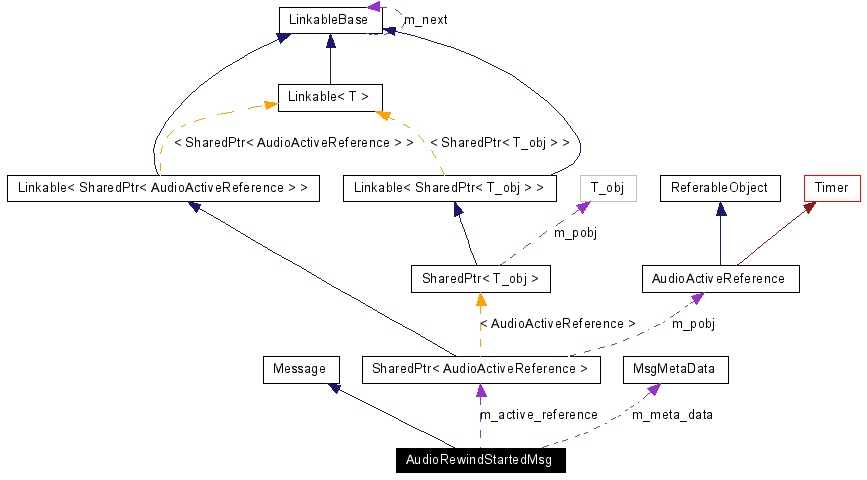 LinkableBase
m_next
Linkable< T >
< SharedPtr< AudioActiveReference > >
< SharedPtr< T_obj > >
Linkable< SharedPtr< AudioActiveReference > >
Linkable< SharedPtr< T_obj > >
T_obj
ReferableObject
Timer
m_pobj
SharedPtr< T_obj >
AudioActiveReference
< AudioActiveReference >
m_pobj
Message
SharedPtr< AudioActiveReference >
MsgMetaData
m_active_reference
m_meta_data
AudioRewindStartedMsg